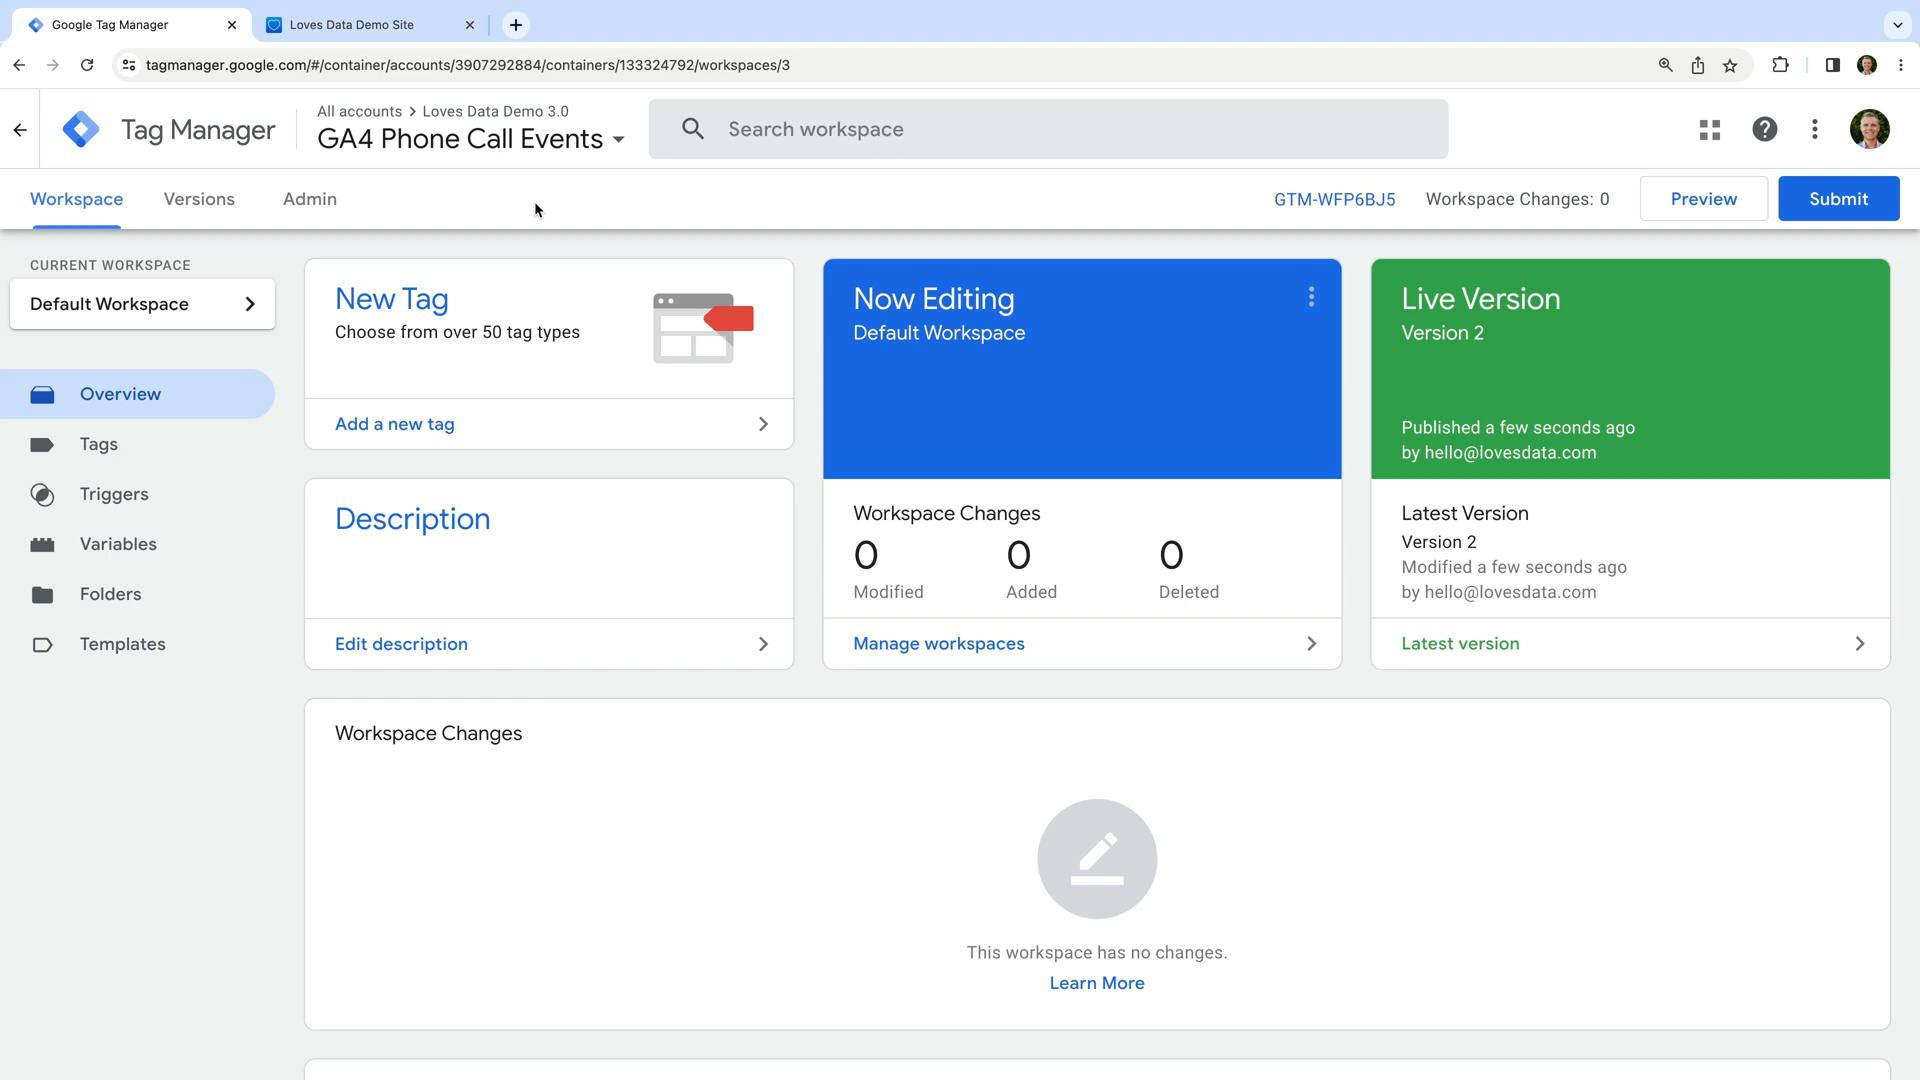 Google Tag Manager
Loves Data Demo Site
tagmanager.google.com/#/container/accounts/3907292884/containers/133324792/workspaces/3
Tag Manager
All accounts > Loves Data Demo 3.0
GA4 Phone Call Events
Search workspace
Workspace
Versions
Admin
GTM-WFP6BJ5
Workspace Changes: 0
Preview
Submit
CURRENT WORKSPACE
Default Workspace
Overview
Tags
Triggers
Variables
Folders
Templates
New Tag
Choose from over 50 tag types
Add a new tag
Description
Edit description
Now Editing
Default Workspace
Workspace Changes
0 0 0
Modified Added Deleted
Manage workspaces
Live Version
Version 2
Published a few seconds ago
by hello@lovesdata.com
Latest Version
Version 2
Modified a few seconds ago
by hello@lovesdata.com
Latest version
Workspace Changes
This workspace has no changes.
Learn More